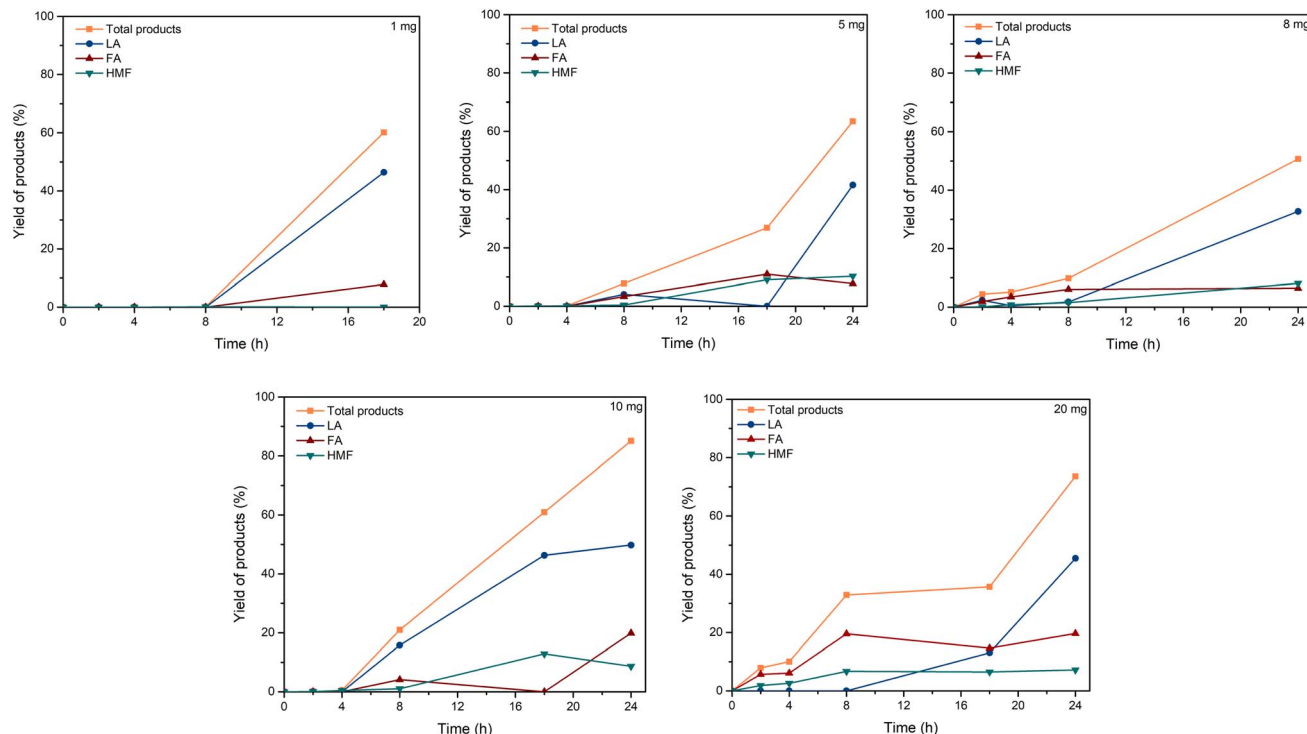 1 mg
Total products
LA
FA
HMF
Yield of products (%)
100
80
60
40
20
0
0 4 8 12 16 20
Time (h)
5 mg
Total products
LA
FA
HMF
Yield of products (%)
100
80
60
40
20
0
0 4 8 12 16 20 24
Time (h)
8 mg
Total products
LA
FA
HMF
Yield of products (%)
100
80
60
40
20
0
0 4 8 12 16 20 24
Time (h)
10 mg
Total products
LA
FA
HMF
Yield of products (%)
100
80
60
40
20
0
0 4 8 12 16 20 24
Time (h)
20 mg
Total products
LA
FA
HMF
Yield of products (%)
100
80
60
40
20
0
0 4 8 12 16 20 24
Time (h)